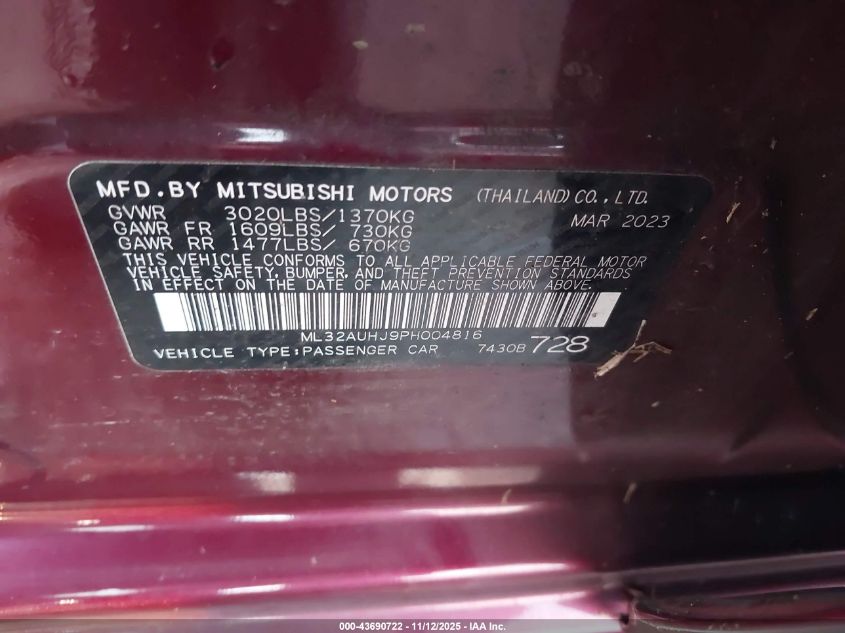 MFD.BY MITSUBISHI MOTORS (THAILAND) CO., LTD.
GVWR 3020LBS/1370KG MAR 2023
GAWR FR 1609LBS/ 730KG
GAWR RR 1477LBS/ 670KG
THIS VEHICLE CONFORMS TO ALL APPLICABLE FEDERAL MOTOR
VEHICLE SAFETY, BUMPER, AND THEFT PREVENTION STANDARDS
IN EFFECT ON THE DATE OF MANUFACTURE SHOWN ABOVE.
ML32AUHJ9PH004816
VEHICLE TYPE:PASSENGER CAR 7430B 728
000-43690722 - 11/12/2025 - IAA Inc.